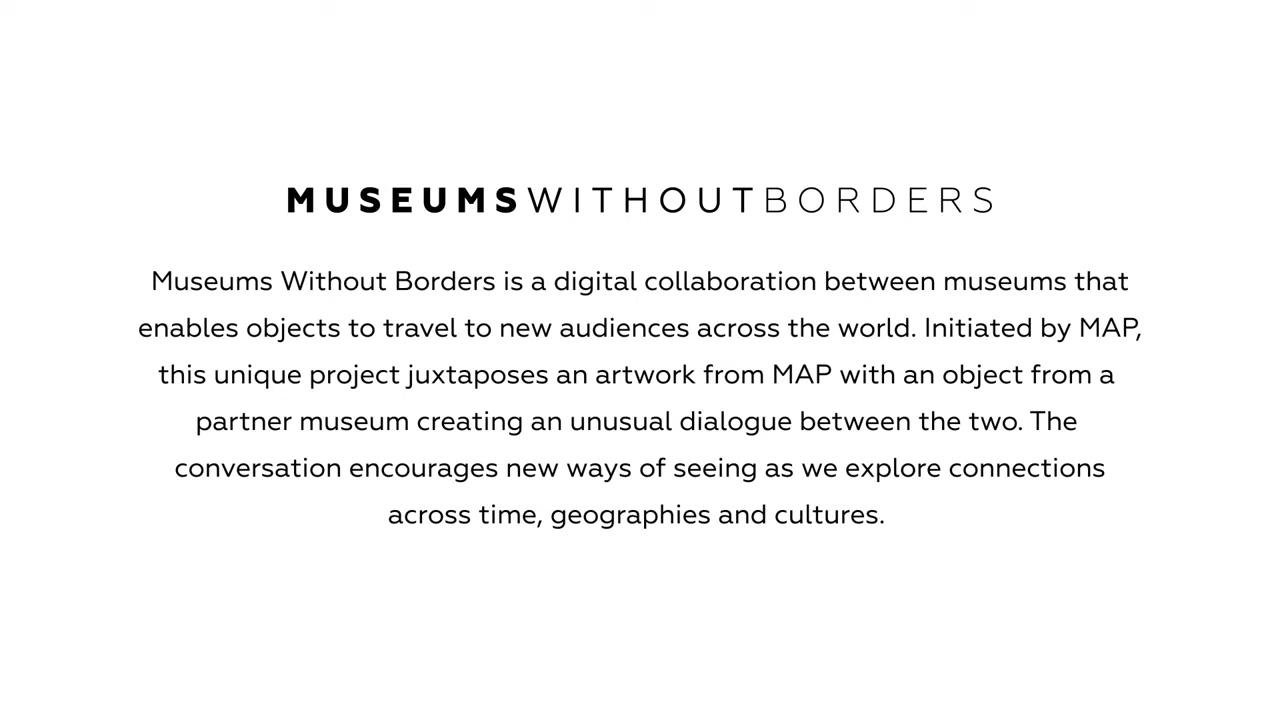 MUSEUMSWITHOUTBORDERS
Museums Without Borders is a digital collaboration between museums that
enables objects to travel to new audiences across the world. Initiated by MAP,
this unique project juxtaposes an artwork from MAP with an object from a
partner museum creating an unusual dialogue between the two. The
conversation encourages new ways of seeing as we explore connections
across time, geographies and cultures.